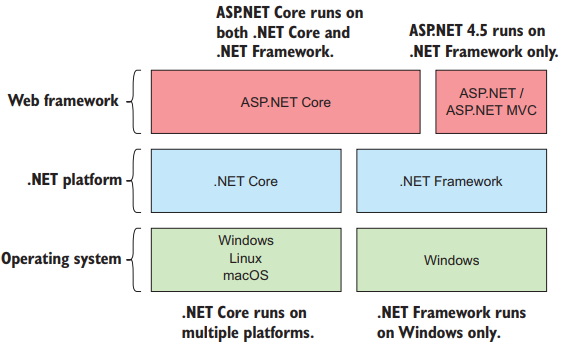 ASP.NET Core runs on
both .NET Core and
.NET Framework.
ASP.NET 4.5 runs on
.NET Framework only.
Web framework
ASP.NET Core
ASP.NET /
ASP.NET MVC
.NET platform
.NET Core
.NET Framework
Operating system
Windows
Linux
macOS
Windows
.NET Core runs on
multiple platforms.
.NET Framework runs
on Windows only.